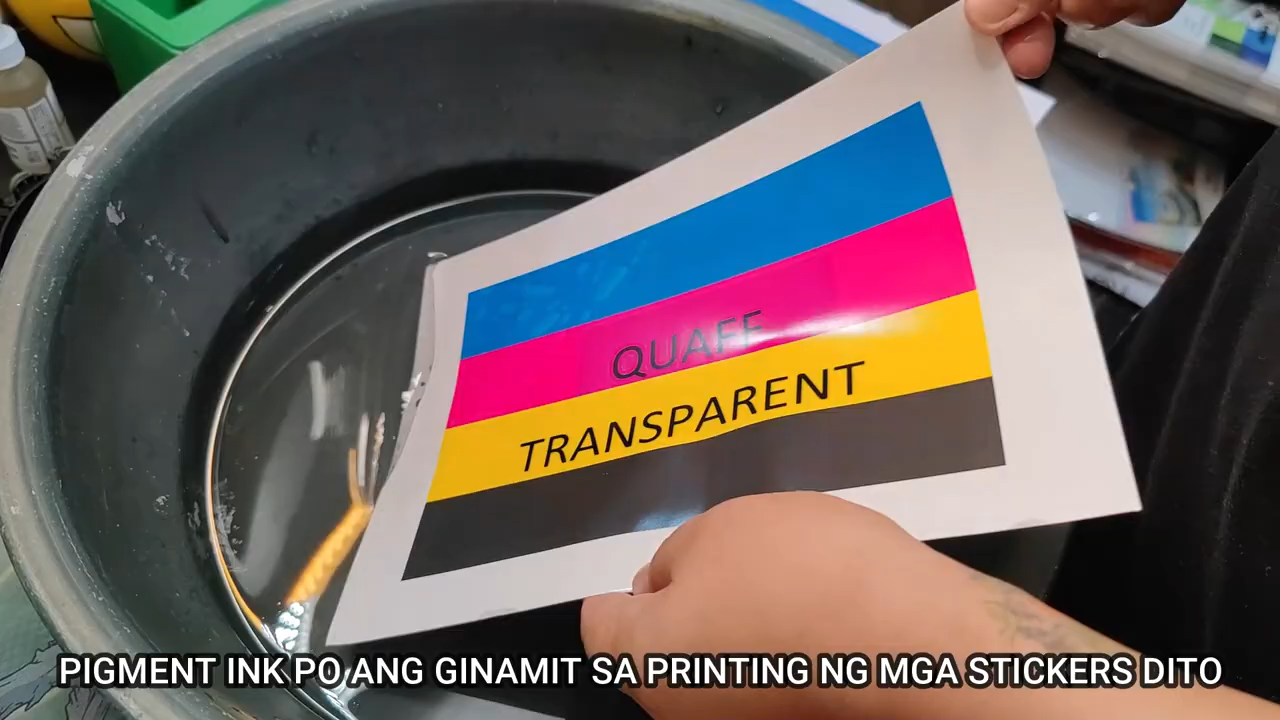 QUAFF
TRANSPARENT
PIGMENT INK PO ANG GINAMIT SA PRINTING NG MGA STICKERS DITO